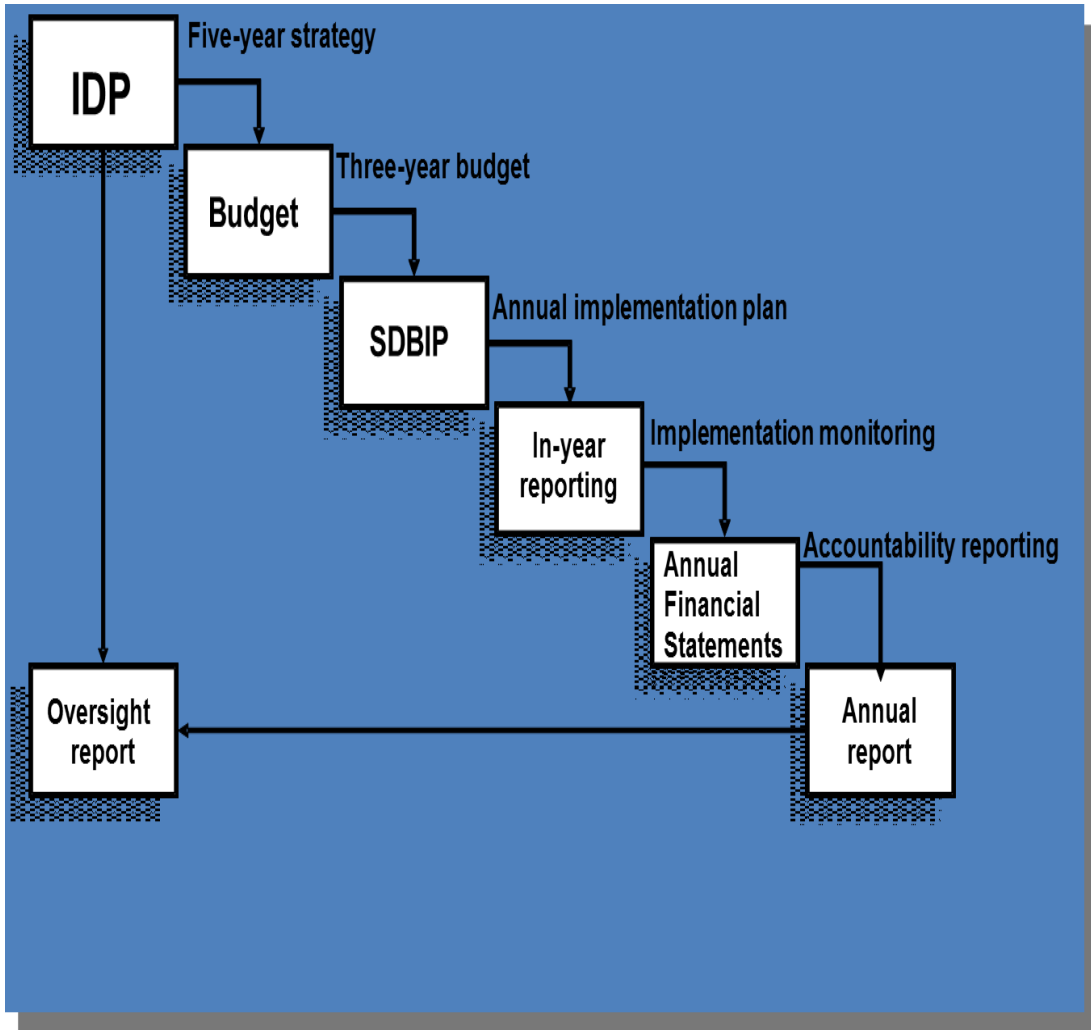 Five-year strategy
IDP
Three-year budget
Budget
Annual implementation plan
SDBIP
In-year
reporting
Implementation monitoring
Annual
Financial
Statements
Accountability reporting
Oversight
report
Annual
report